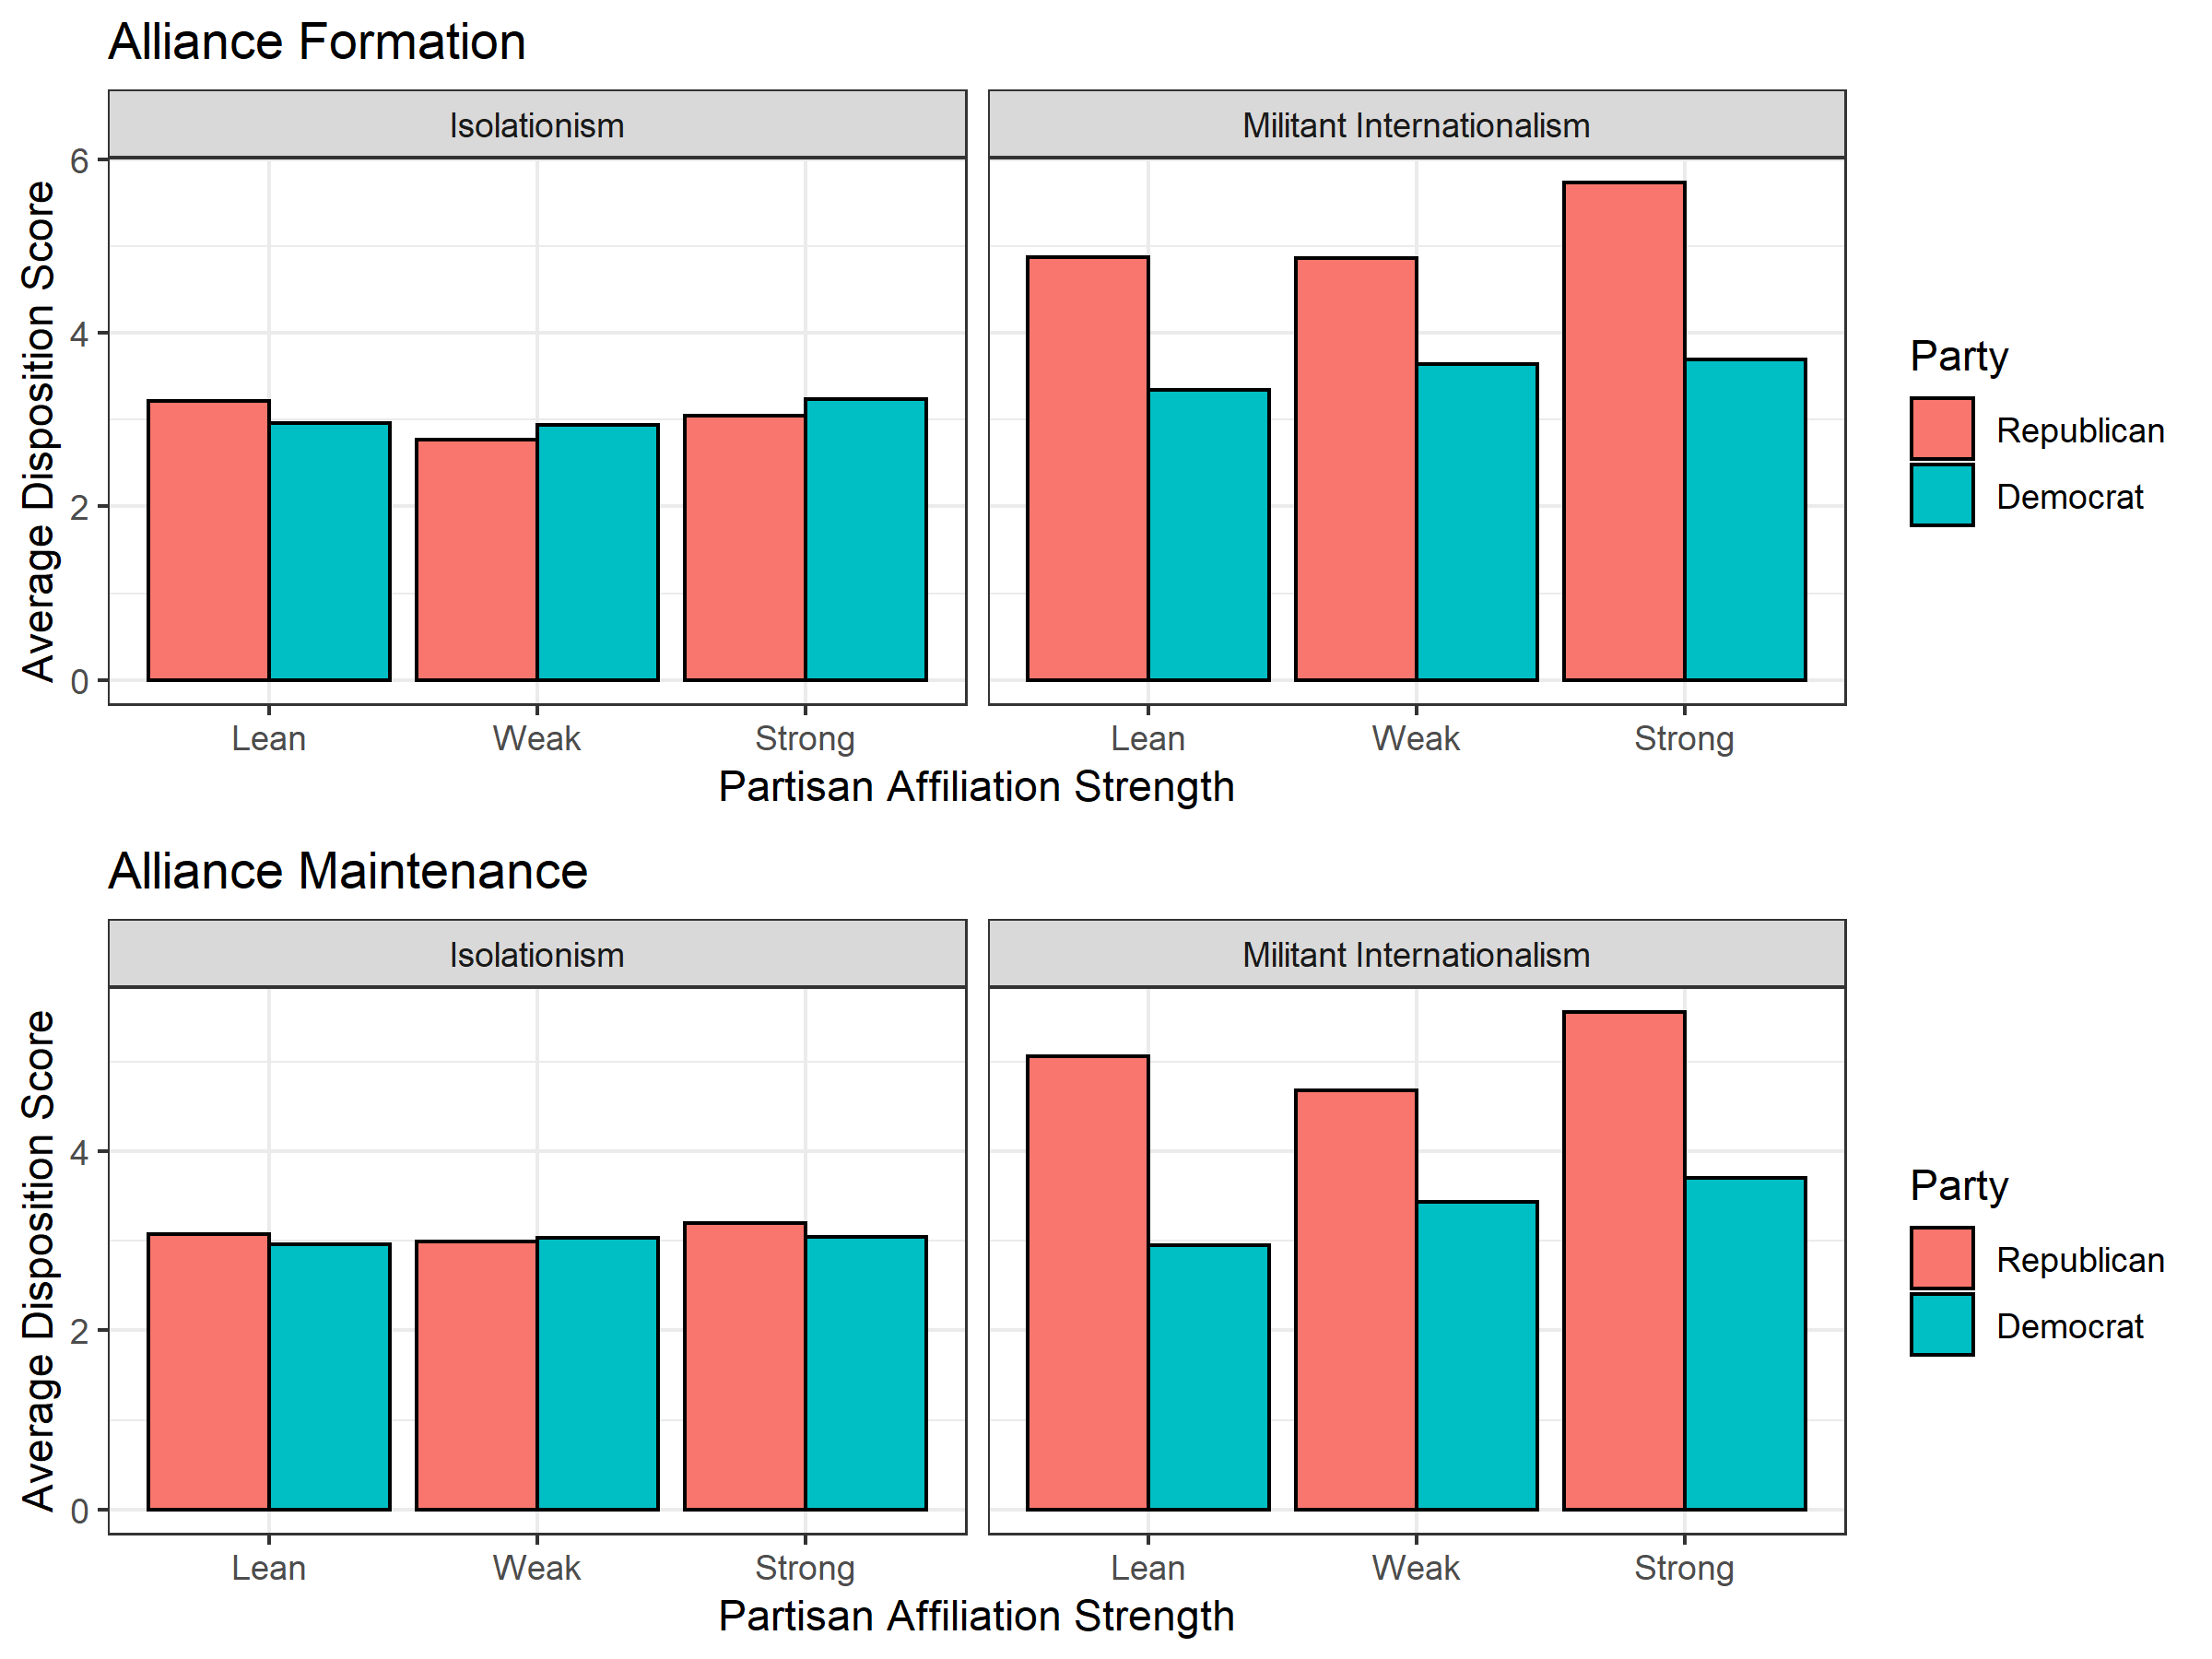 Alliance Formation
Isolationism
Militant Internationalism
Average Disposition Score
6
4
2
0
Lean
Weak
Strong
Lean
Weak
Strong
Partisan Affiliation Strength
Party
Republican
Democrat
Alliance Maintenance
Isolationism
Militant Internationalism
Average Disposition Score
4
2
0
Lean
Weak
Strong
Lean
Weak
Strong
Partisan Affiliation Strength
Party
Republican
Democrat